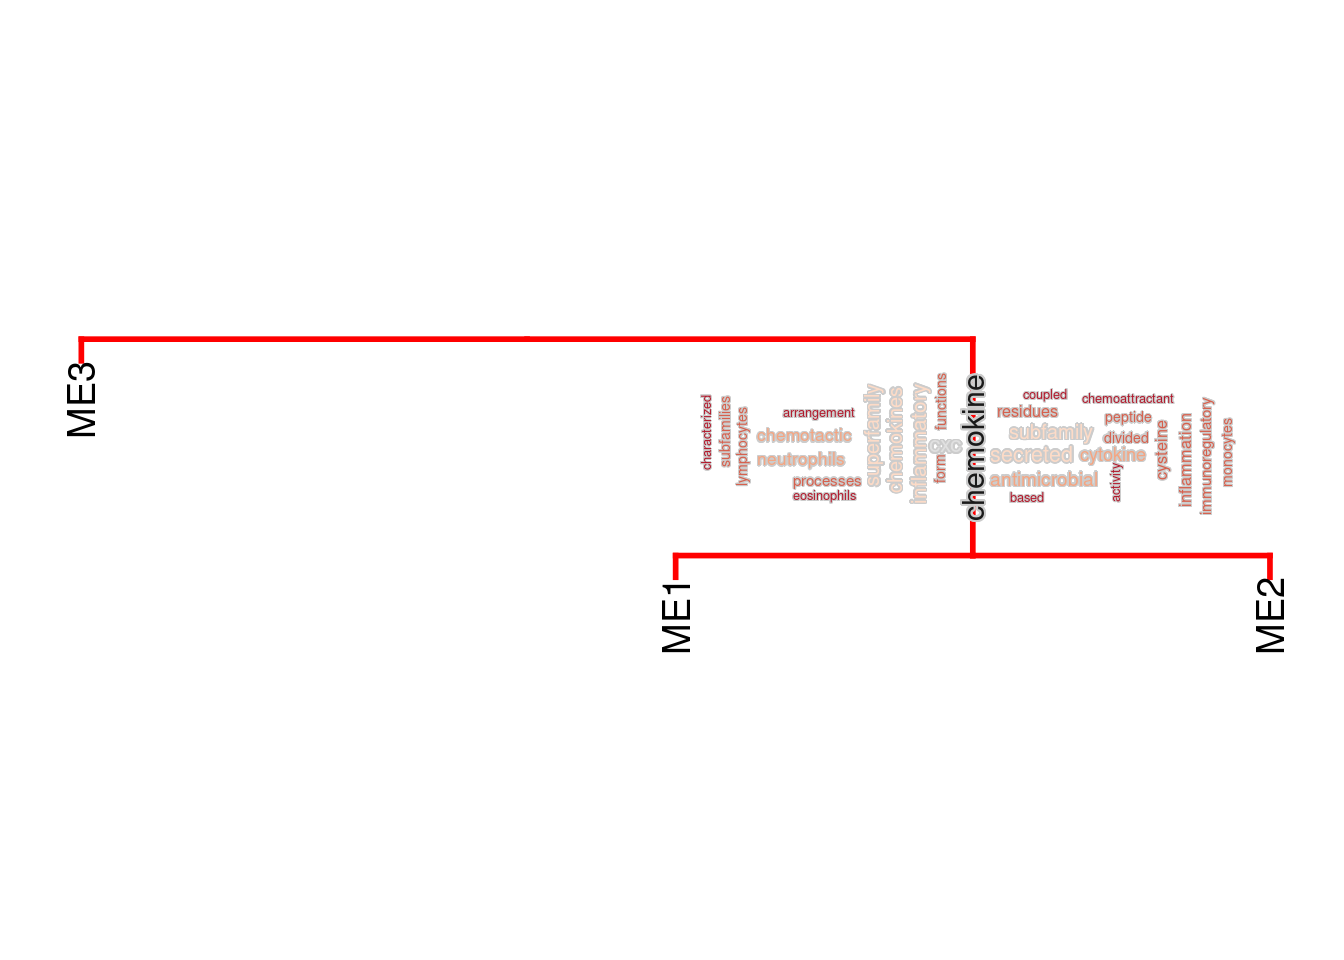 ME3
characterized
subfamilies
lymphocytes
arrangement
chemotactic
neutrophils
processes
eosinophils
superfamily
chemokines
inflammatory
functions
cxc
form
chemokine
coupled
chemoattractant
residues
peptide
subfamily
divided
secreted
cytokine
antimicrobial
activity
based
cysteine
inflammation
immunoregulatory
monocytes
ME1
ME2